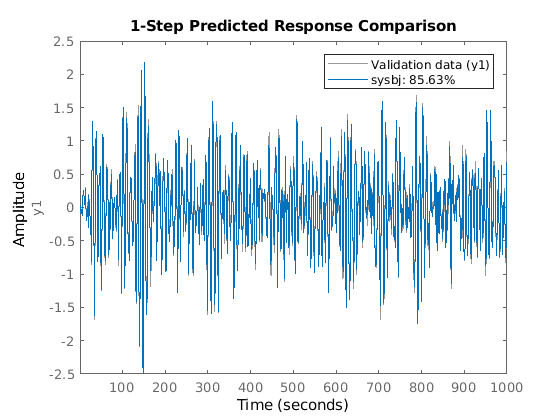 1-Step Predicted Response Comparison
2.5
2
1.5
1
0.5
0
-0.5
-1
-1.5
-2
-2.5
Amplitude
y1
Validation data (y1)
sysbj: 85.63%
100 200 300 400 500 600 700 800 900 1000
Time (seconds)